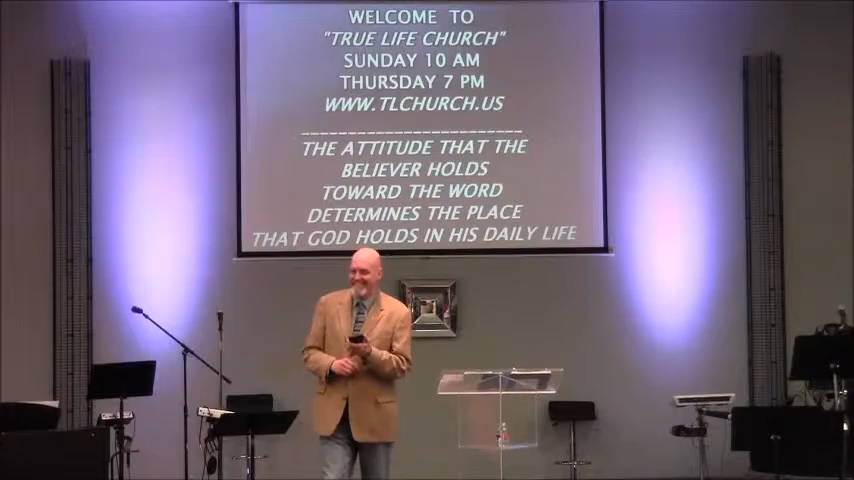 WELCOME TO
"TRUE LIFE CHURCH"
SUNDAY 10 AM
THURSDAY 7 PM
WWW.TLCHURCH.US
THE ATTITUDE THAT THE
BELIEVER HOLDS
TOWARD THE WORD
DETERMINES THE PLACE
THAT GOD HOLDS IN HIS DAILY LIFE